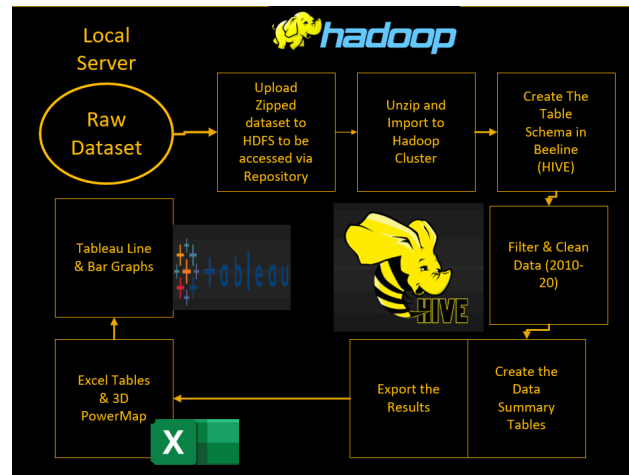 Local
Server
hadoop
Raw
Dataset
Upload
Zipped
dataset to
HDFS to be
accessed via
Repository
Unzip and
Import to
Hadoop
Cluster
Create The
Table
Schema in
Beeline
(HIVE)
Filter & Clean
Data (2010-
20)
Create the
Data
Summary
Tables
Export the
Results
HIVE
Excel Tables
& 3D
PowerMap
X
Tableau Line
& Bar Graphs
+ableau